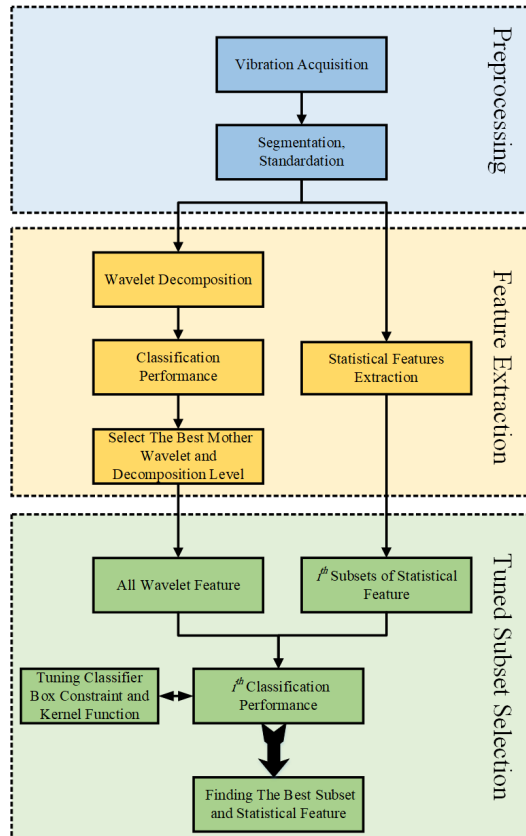 Preprocessing
Vibration Acquisition
Segmentation,
Standardation
Feature Extraction
Wavelet Decomposition
Classification
Performance
Statistical Features
Extraction
Select The Best Mother
Wavelet and
Decomposition Level
Tuned Subset Selection
All Wavelet Feature
ith Subsets of Statistical
Feature
Tuning Classifier
Box Constraint and
Kernel Function
ith Classification
Performance
Finding The Best Subset
and Statistical Feature